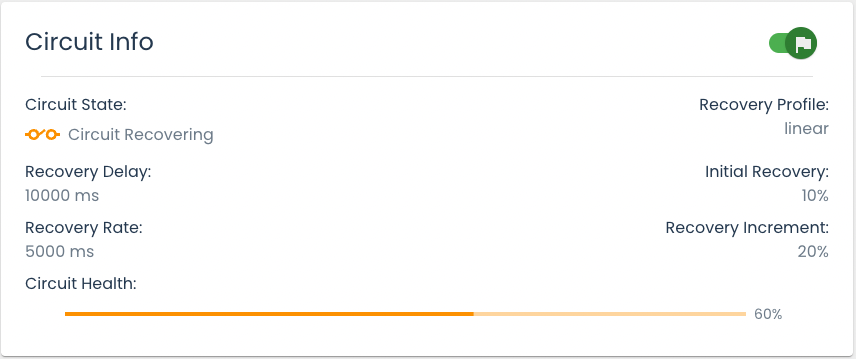 Circuit Info
Circuit State:
Circuit Recovering
Recovery Profile:
linear
Recovery Delay:
10000 ms
Initial Recovery:
10%
Recovery Rate:
5000 ms
Recovery Increment:
20%
Circuit Health:
60%